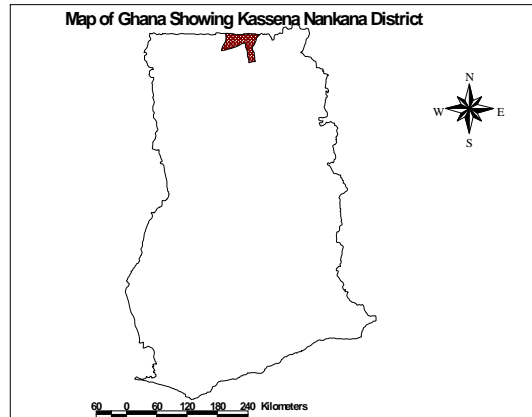 Map of Ghana Showing Kassena Nankana District
N
W E
S
60 0 60 120 180 240 Kilometers